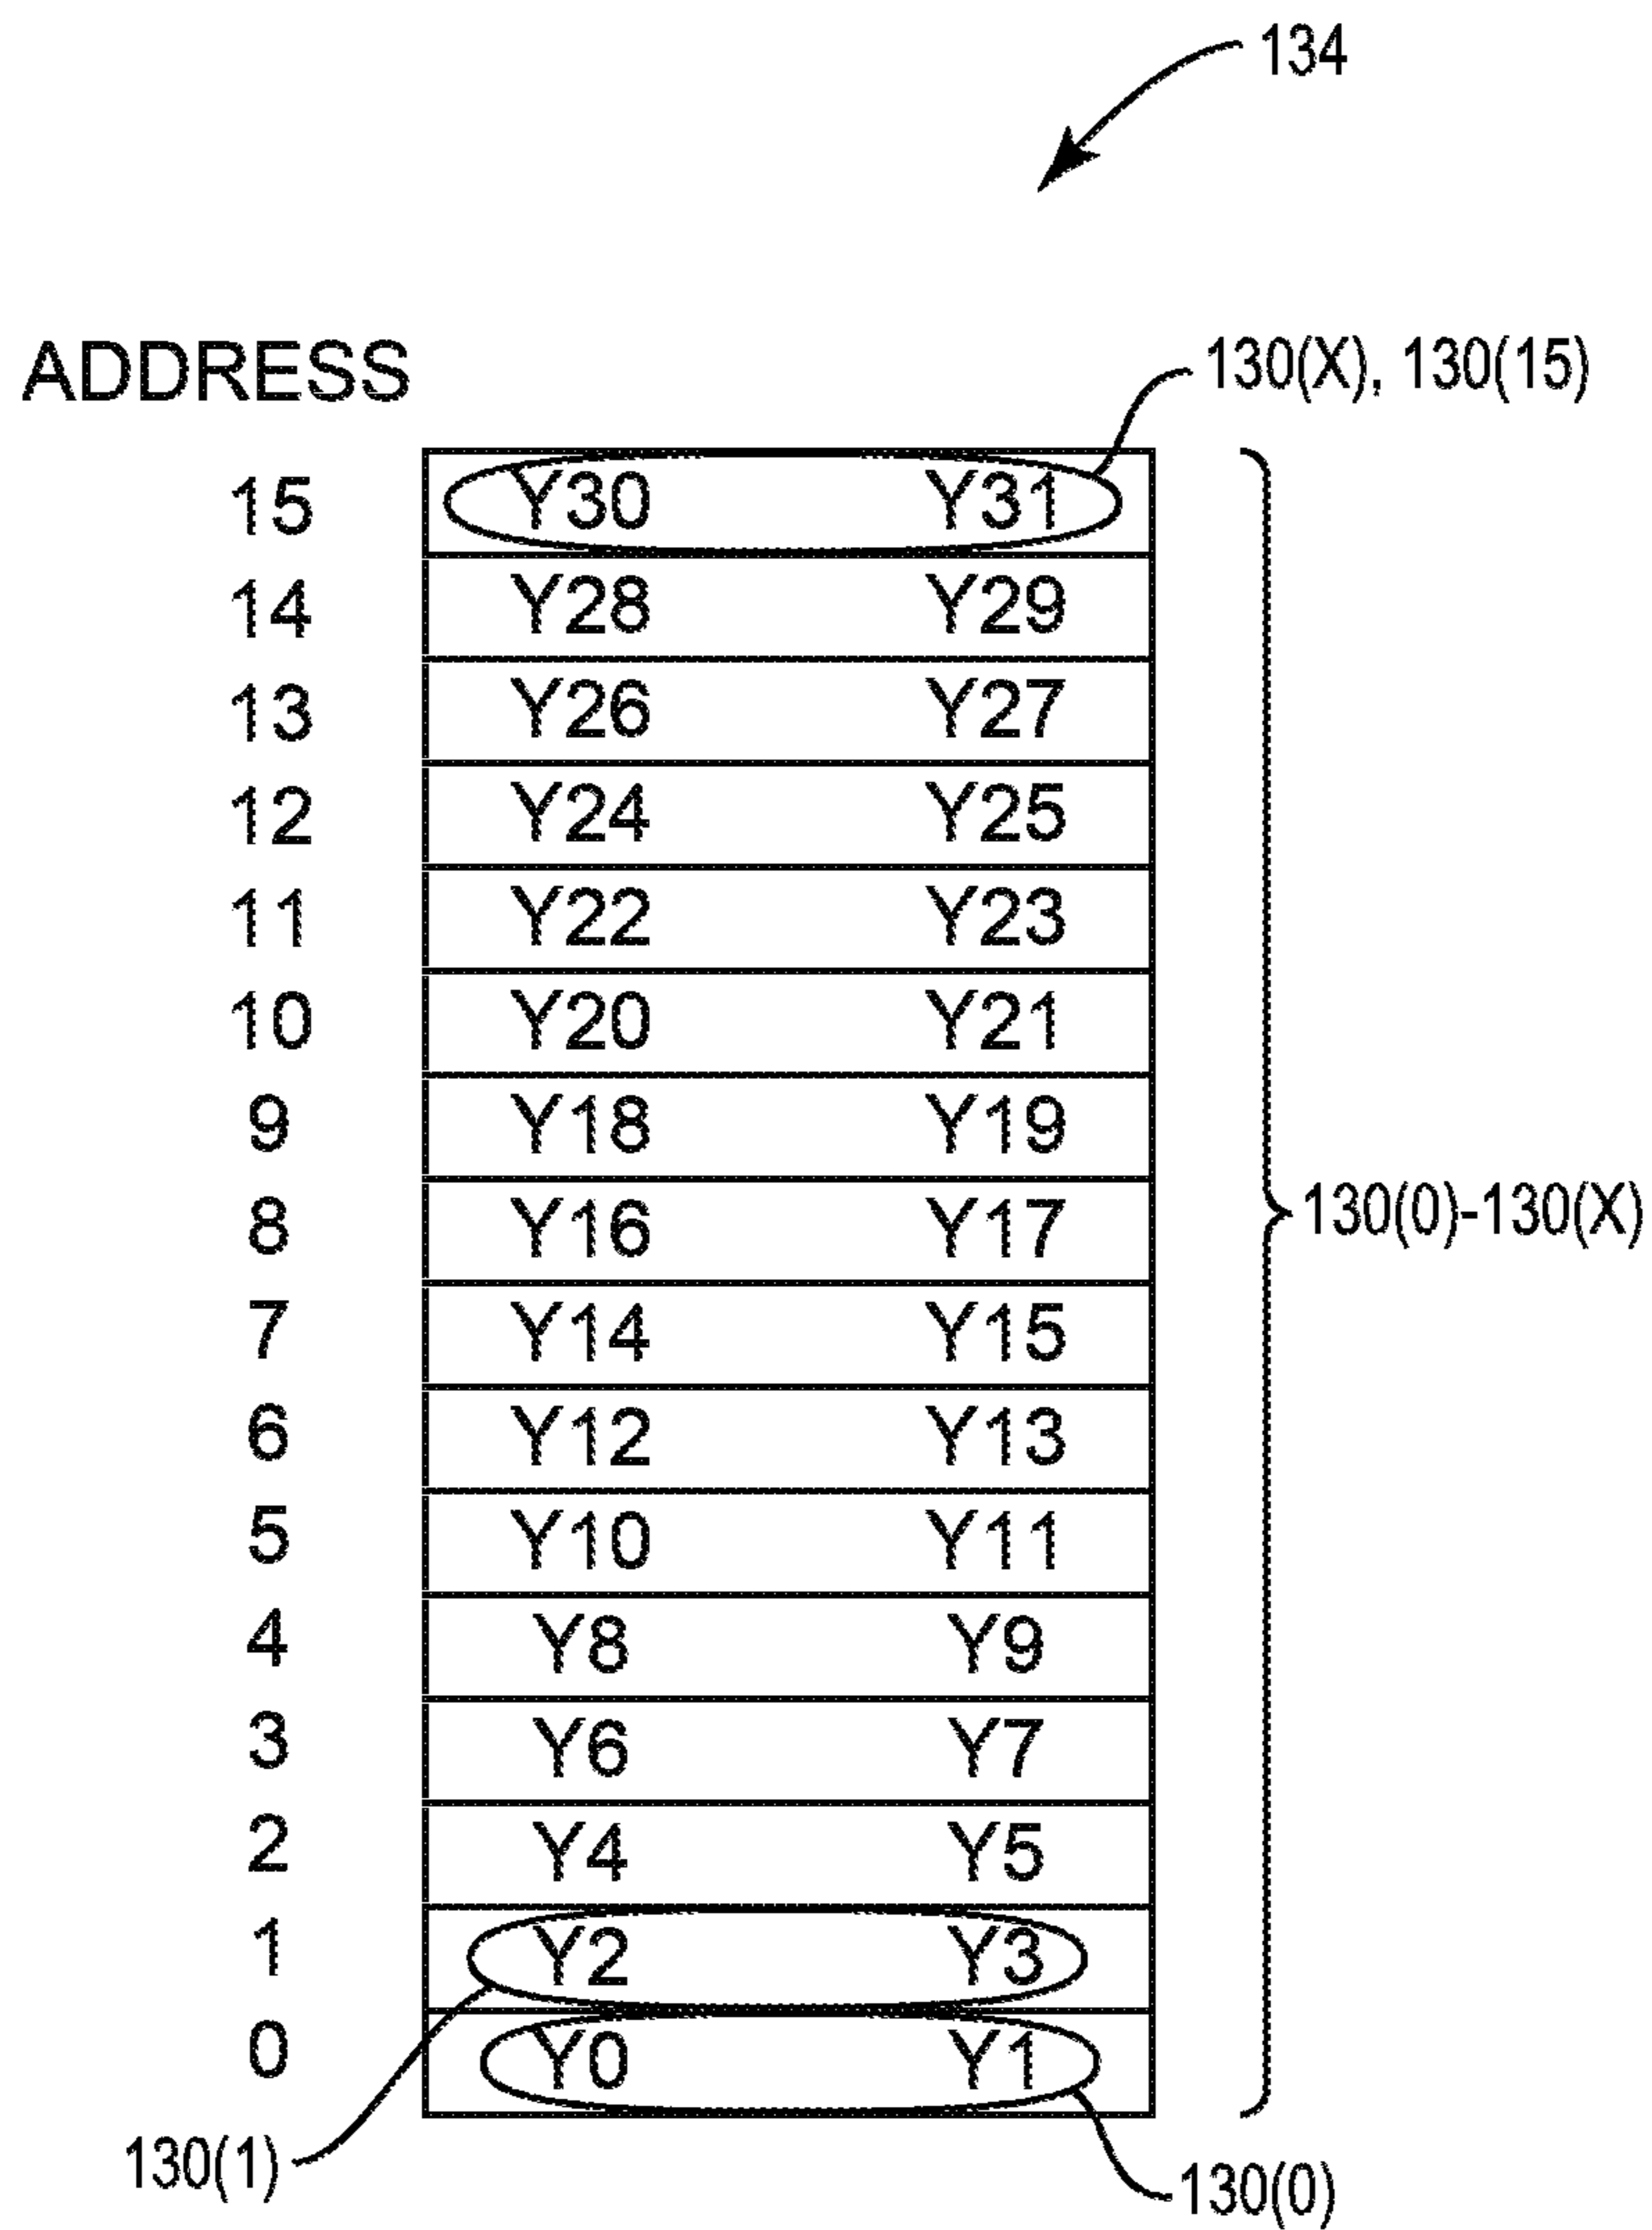 134
ADDRESS
130(X), 130(15)
15 Y30 Y31
14 Y28 Y29
13 Y26 Y27
12 Y24 Y25
11 Y22 Y23
10 Y20 Y21
9 Y18 Y19
8 Y16 Y17
130(0)-130(X)
7 Y14 Y15
6 Y12 Y13
5 Y10 Y11
4 Y8 Y9
3 Y6 Y7
2 Y4 Y5
1 Y2 Y3
0 Y0 Y1
130(1)
130(0)